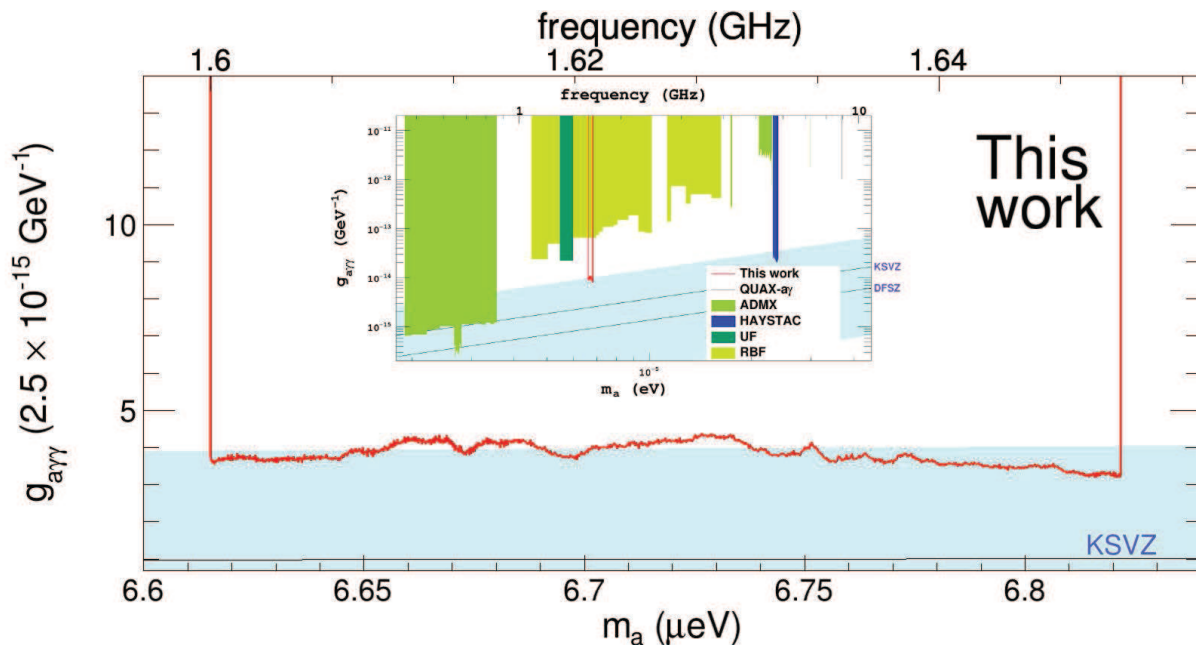 frequency (GHz)
1.6 1.62 1.64
frequency (GHz)
1 10
This
work
10
5
g_aγγ (2.5 × 10^-15 GeV^-1)
10^-11
10^-12
10^-13
10^-14
10^-15
g_aγγ (GeV^-1)
KSVZ
DFSZ
This work
QUAX-aγ
ADMX
HAYSTAC
UF
RBF
m_a (eV)
KSVZ
6.6 6.65 6.7 6.75 6.8
m_a (μeV)